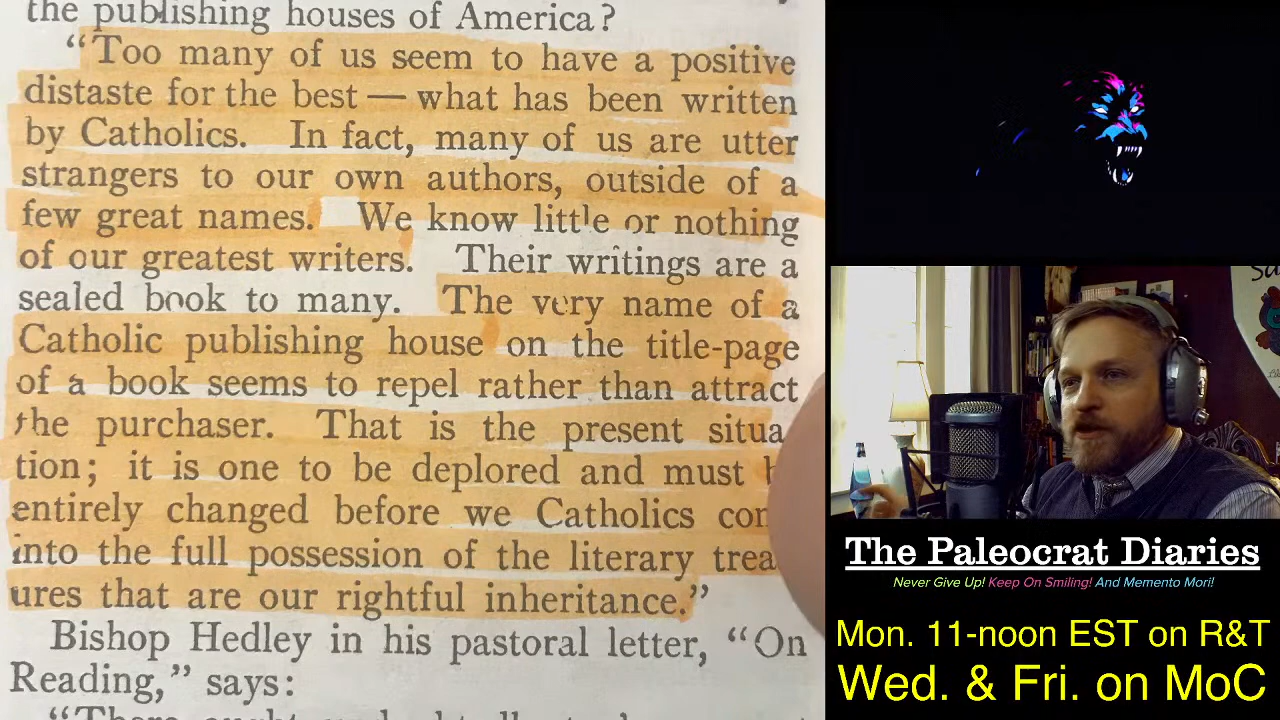 the publishing houses of America?
“Too many of us seem to have a positive
distaste for the best — what has been written
by Catholics. In fact, many of us are utter
strangers to our own authors, outside of a
few great names. We know little or nothing
of our greatest writers. Their writings are a
sealed book to many. The very name of a
Catholic publishing house on the title-page
of a book seems to repel rather than attract
the purchaser. That is the present situa
tion; it is one to be deplored and must
entirely changed before we Catholics
into the full possession of the literary trea
ures that are our rightful inheritance.”
Bishop Hedley in his pastoral letter, “On
Reading,” says:
The Paleocrat Diaries
Never Give Up! Keep On Smiling! And Memento Mori!
Mon. 11-noon EST on R&T
Wed. & Fri. on MoC